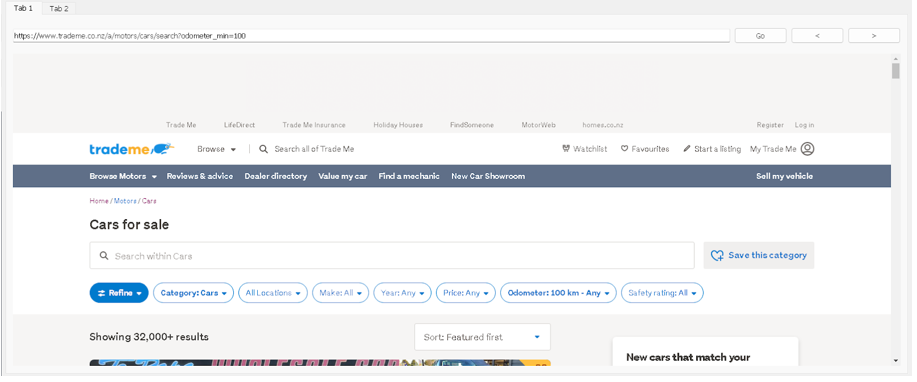 Tab 1 Tab 2
https://www.trademe.co.nz/a/motors/cars/search?odometer_min=100 Go < >
Trade Me LifeDirect Trade Me Insurance Holiday Houses FindSomeone MotorWeb homes.co.nz Register Log in
trademe Browse Search all of Trade Me Watchlist Favourites Start a listing My Trade Me
Browse Motors Reviews & advice Dealer directory Value my car Find a mechanic New Car Showroom Sell my vehicle
Home / Motors / Cars
Cars for sale
Search within Cars Save this category
Refine Category: Cars All Locations Make: All Year: Any Price: Any Odometer: 100 km - Any Safety rating: All
Showing 32,000+ results Sort: Featured first
New cars that match your